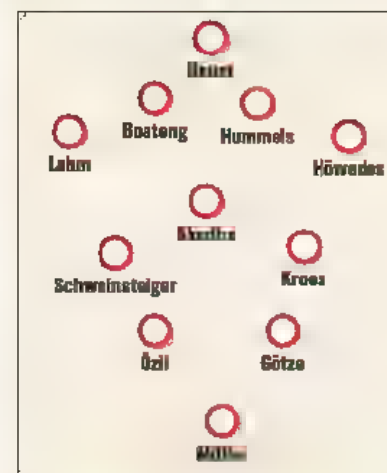 Boateng
Hummels
Lahm
Höwedes
Schweinsteiger
Kroos
Özil
Götze